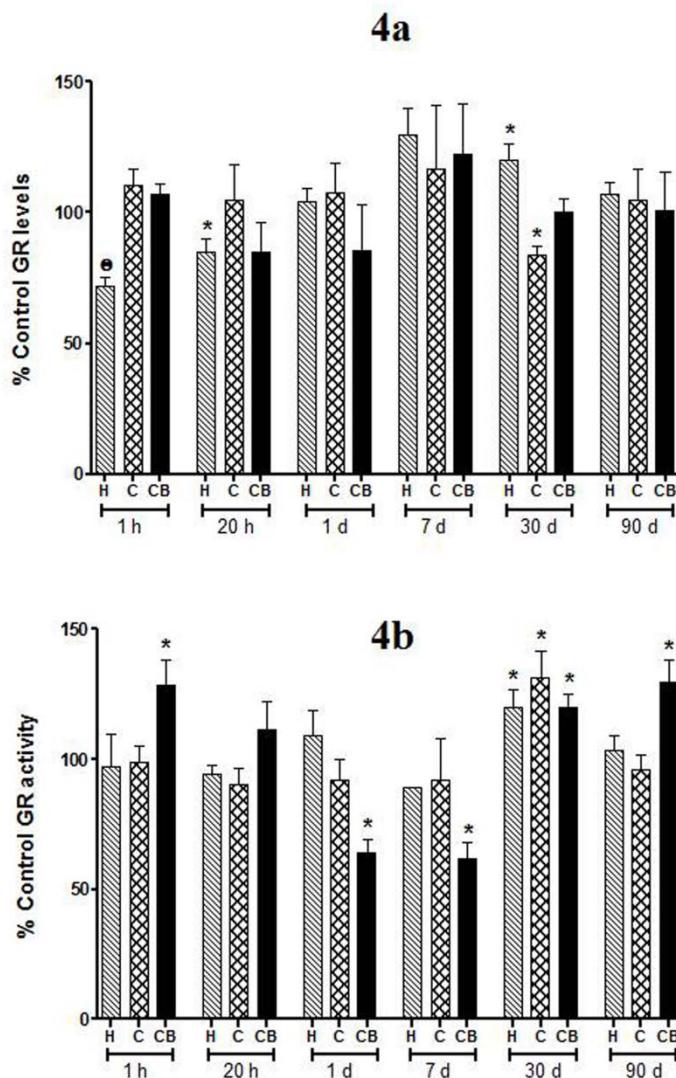 4a
% Control GR levels
150
100
50
0
Ɵ
*
*
*
H C CB H C CB H C CB H C CB H C CB H C CB
1 h 20 h 1 d 7 d 30 d 90 d
4b
% Control GR activity
150
100
50
0
* * * * * * *
H C CB H C CB H C CB H C CB H C CB H C CB
1 h 20 h 1 d 7 d 30 d 90 d